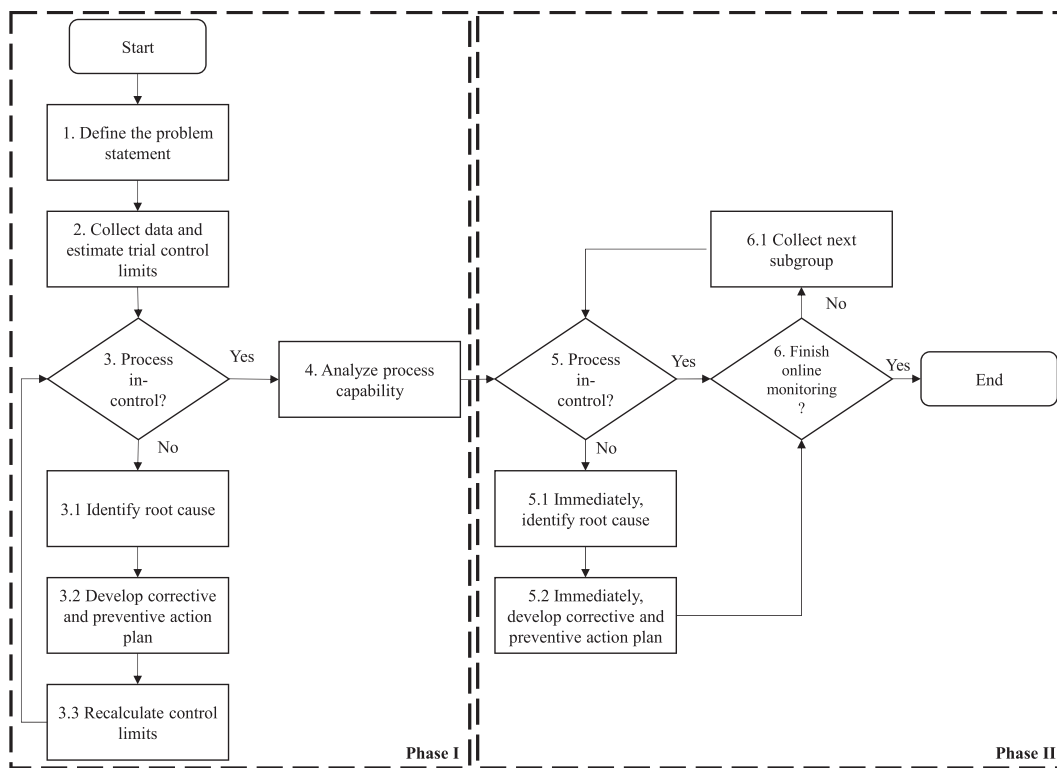 Start
1. Define the problem
statement
2. Collect data and
estimate trial control
limits
3. Process
in-
control?
Yes
No
4. Analyze process
capability
3.1 Identify root cause
3.2 Develop corrective
and preventive action
plan
3.3 Recalculate control
limits
Phase I
6.1 Collect next
subgroup
No
5. Process
in-
control?
Yes
6. Finish
online
monitoring
?
Yes
End
No
5.1 Immediately,
identify root cause
5.2 Immediately,
develop corrective and
preventive action plan
Phase II